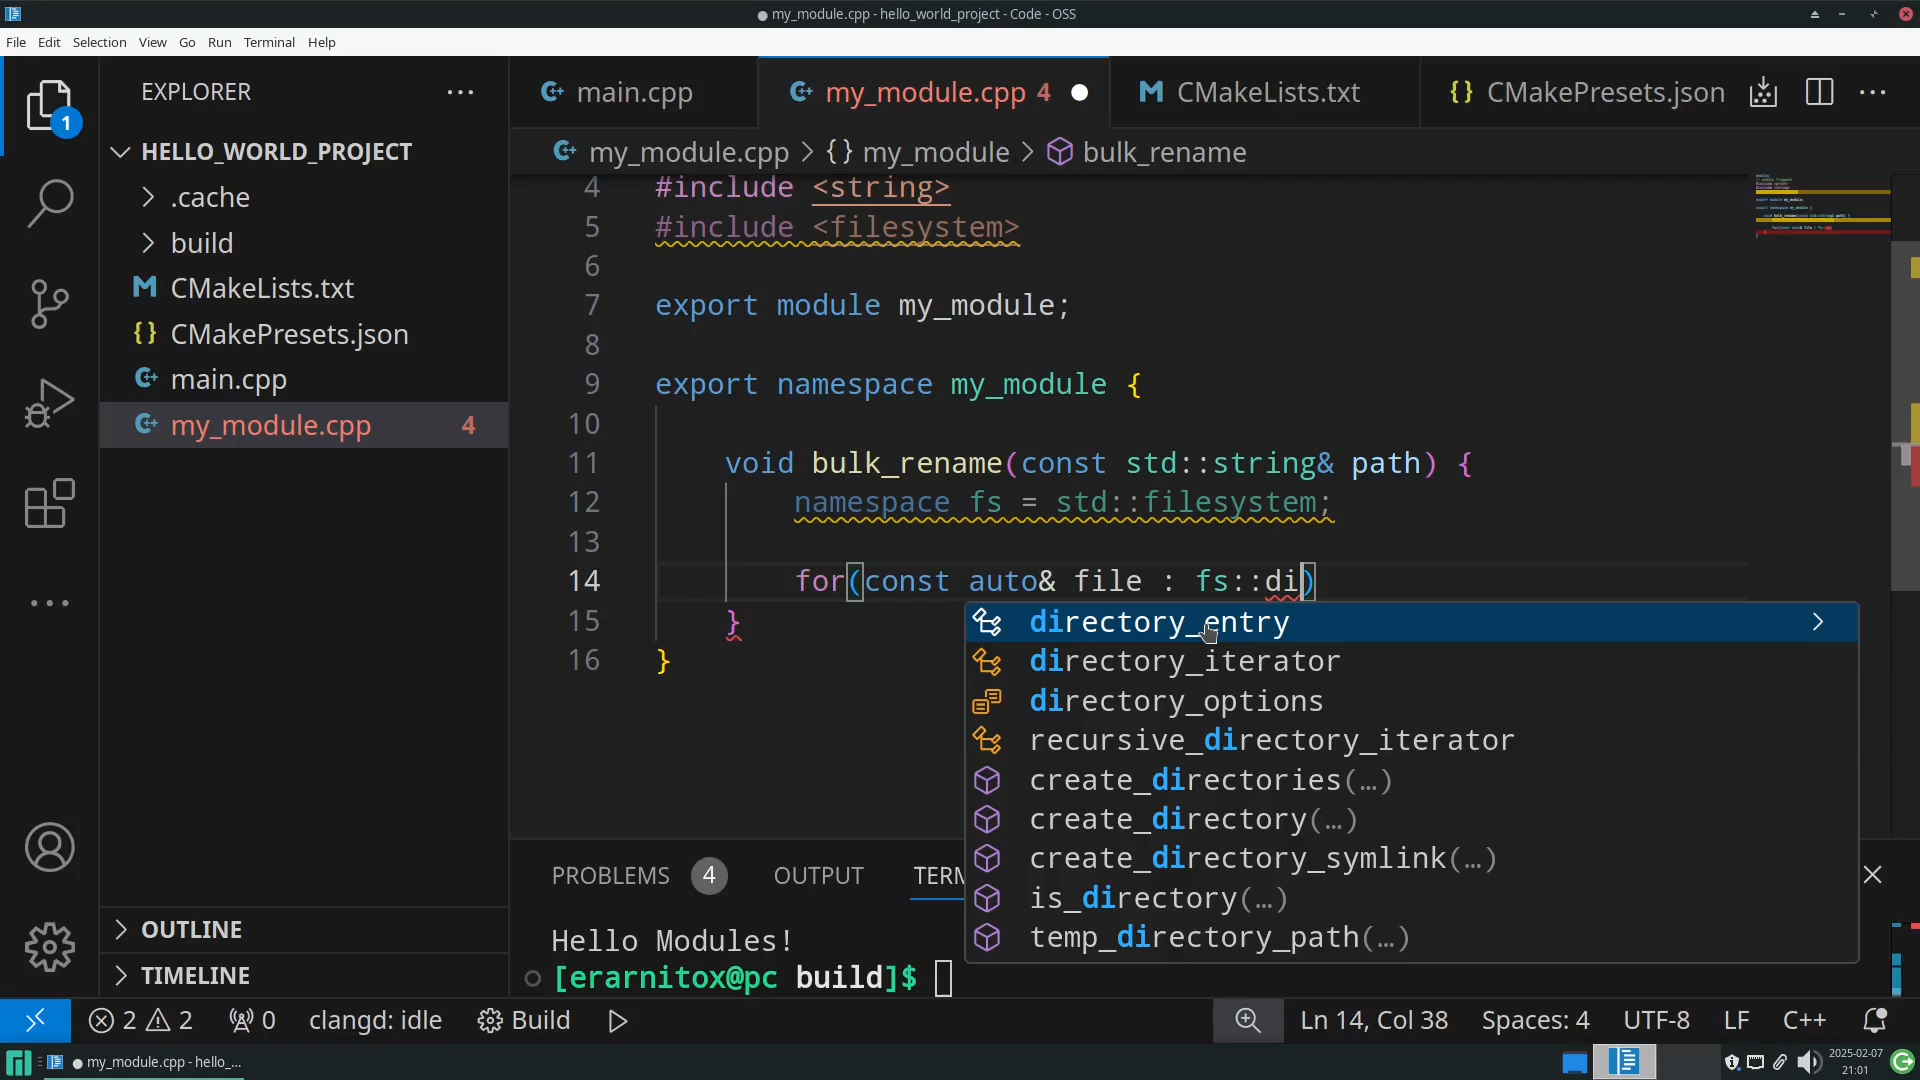 my_module.cpp - hello_world_project - Code - OSS
File Edit Selection View Go Run Terminal Help
EXPLORER
main.cpp
my_module.cpp 4
CMakeLists.txt
CMakePresets.json
1
HELLO_WORLD_PROJECT
my_module.cpp > {} my_module > bulk_rename
.cache
build
CMakeLists.txt
{} CMakePresets.json
main.cpp
my_module.cpp 4
OUTLINE
TIMELINE
4 #include <string>
5 #include <filesystem>
6
7 export module my_module;
8
9 export namespace my_module {
10
11 void bulk_rename(const std::string& path) {
12 namespace fs = std::filesystem;
13
14 for(const auto& file : fs::di)
15 }
16 }
directory_entry
directory_iterator
directory_options
recursive_directory_iterator
create_directories(…)
create_directory(…)
create_directory_symlink(…)
is_directory(…)
temp_directory_path(…)
PROBLEMS 4 OUTPUT TERM
Hello Modules!
[erarnitox@pc build]$
2 2 0 clangd: idle Build Ln 14, Col 38 Spaces: 4 UTF-8 LF C++
my_module.cpp - hello_...
2025-02-07
21:01